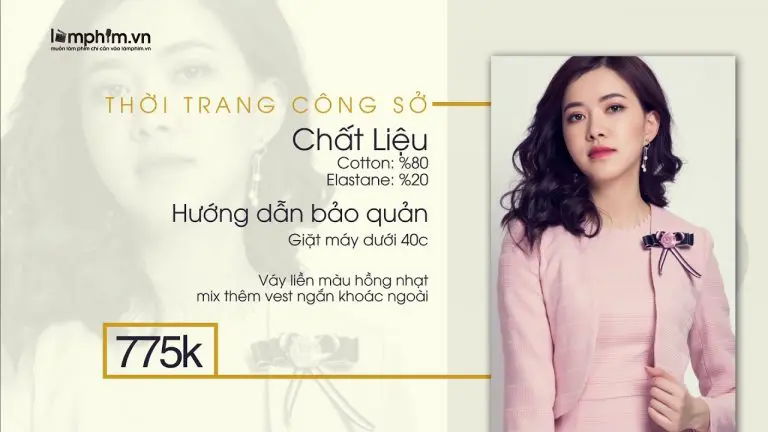 làmphim.vn
muốn làm phim chỉ cần vào làmphim.vn
THỜI TRANG CÔNG SỞ
Chất Liệu
Cotton: %80
Elastane: %20
Hướng dẫn bảo quản
Giặt máy dưới 40c
Váy liền màu hồng nhạt
mix thêm vest ngắn khoác ngoài
775k